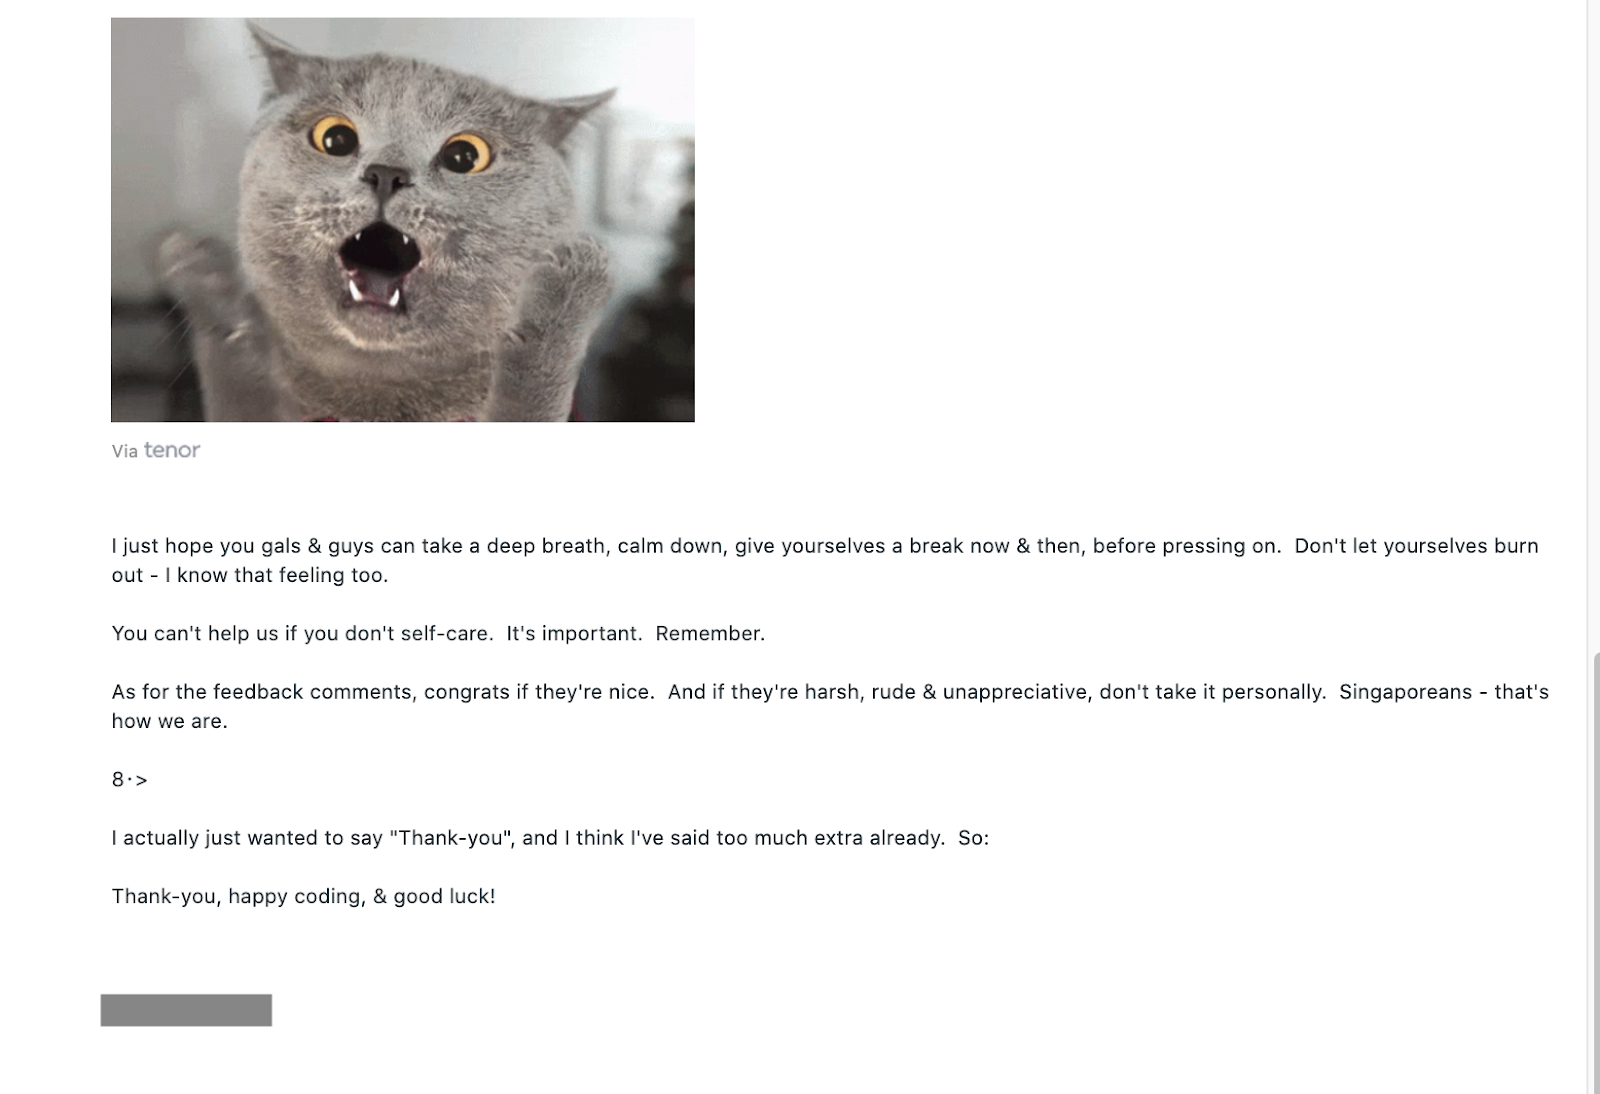 Via tenor
I just hope you gals & guys can take a deep breath, calm down, give yourselves a break now & then, before pressing on.  Don't let yourselves burn
out - I know that feeling too.
You can't help us if you don't self-care.  It's important.  Remember.
As for the feedback comments, congrats if they're nice.  And if they're harsh, rude & unappreciative, don't take it personally.  Singaporeans - that's
how we are.
8·>
I actually just wanted to say "Thank-you", and I think I've said too much extra already.  So:
Thank-you, happy coding, & good luck!